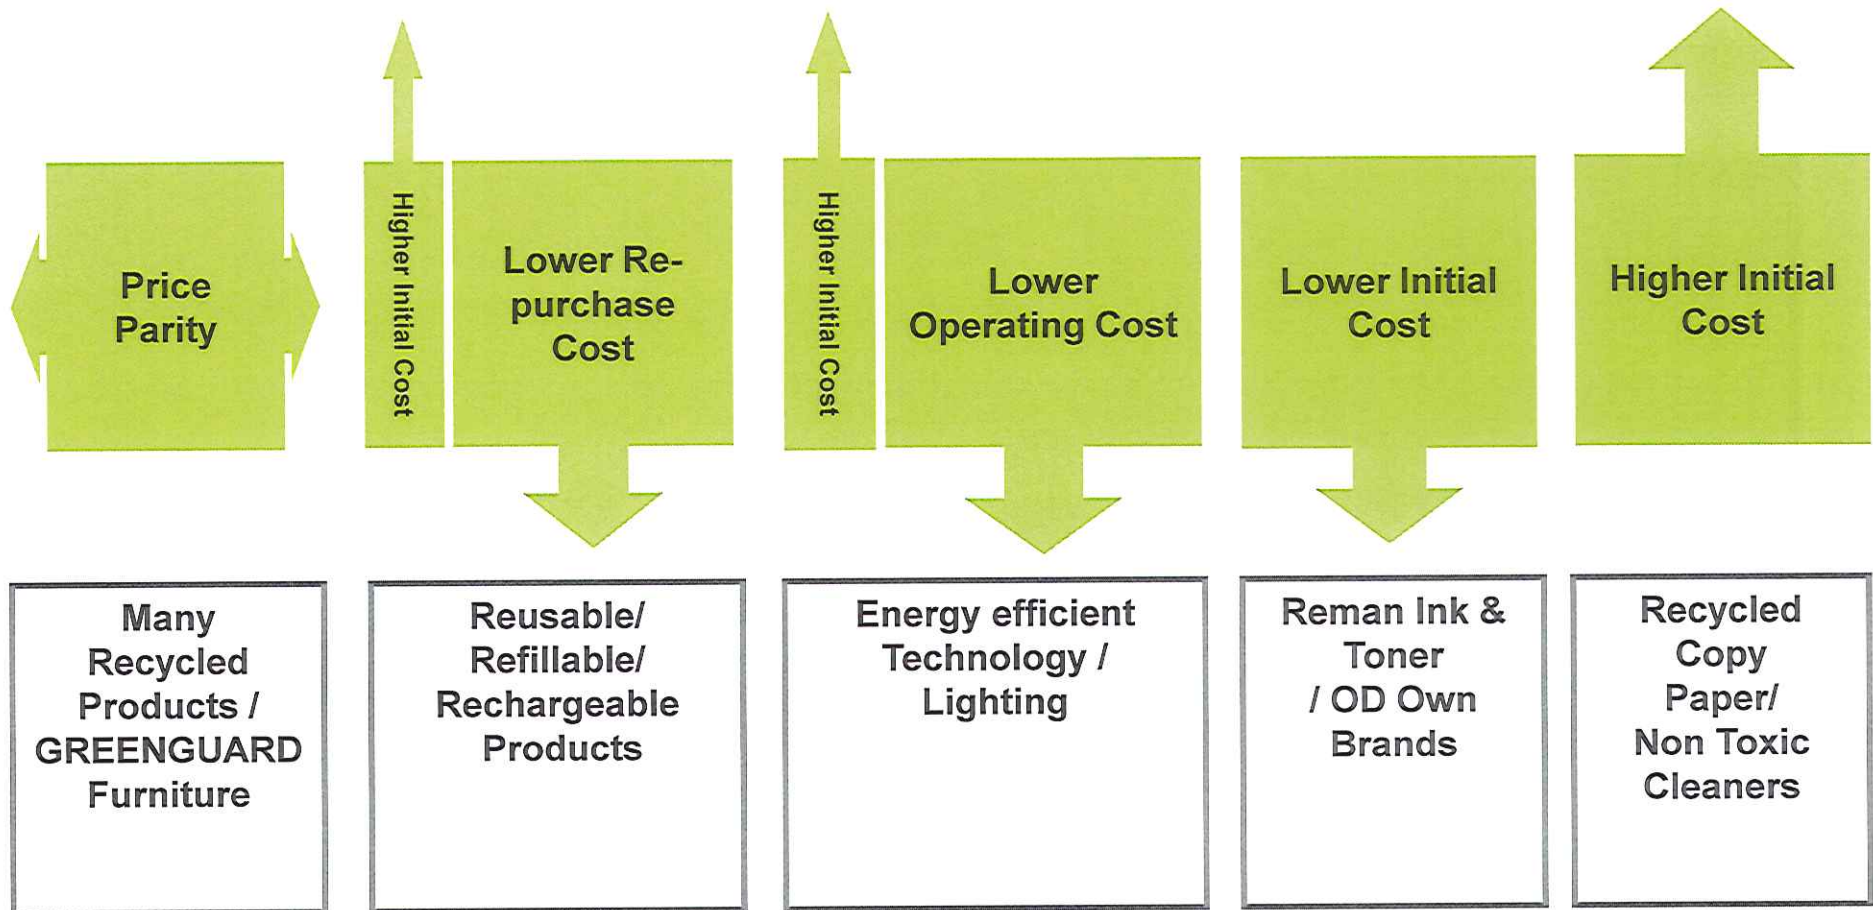 Price
Parity
Higher Initial Cost
Lower Re-
purchase
Cost
Higher Initial Cost
Lower
Operating Cost
Lower Initial
Cost
Higher Initial
Cost
Many
Recycled
Products /
GREENGUARD
Furniture
Reusable/
Refillable/
Rechargeable
Products
Energy efficient
Technology /
Lighting
Reman Ink &
Toner
/ OD Own
Brands
Recycled
Copy
Paper/
Non Toxic
Cleaners